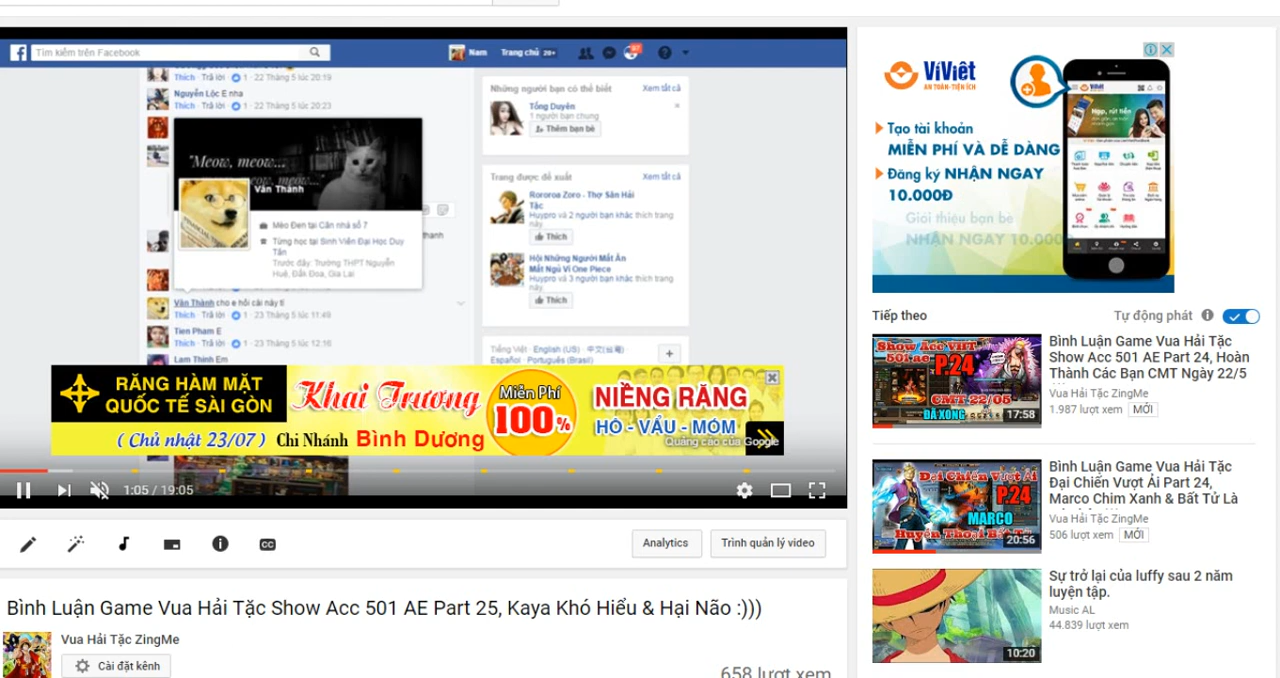 Tìm kiếm trên Facebook
Nam
Trang chủ 20+
Thích · Trả lời · 1 · 22 Tháng 5 lúc 20:19
Nguyễn Lộc E nha
Thích · Trả lời · 1 · 22 Tháng 5 lúc 20:23
"Meow, meow...
meow, meow...
Văn Thành
Mèo Đen tại Căn nhà số 7
Từng học tại Sinh Viên Đại Học Duy
Tân
Trước đây: Trường THPT Nguyễn
Huệ, Đắk Đoa, Gia Lai
Văn Thành cho e hỏi cái này tí
Thích · Trả lời · 1 · 23 Tháng 5 lúc 11:49
Tien Pham E
Thích · Trả lời · 1 · 23 Tháng 5 lúc 12:16
Lam Thinh Em
Những người bạn có thể biết
Xem tất cả
Tống Duyên
1 người bạn chung
Thêm bạn bè
Trang được đề xuất
Xem tất cả
Rororoa Zoro - Thợ Săn Hải
Tặc
Huypro và 2 người bạn khác thích trang
này.
Thích
Hội Những Người Mất Ăn
Mất Ngủ Vì One Piece
Huypro và 3 người bạn khác thích trang
này.
Thích
Tiếng Việt · English (US) · 中文(台灣)
Español · Português (Brasil)
RĂNG HÀM MẶT
QUỐC TẾ SÀI GÒN
Khai Trương
Miễn Phí
100%
NIỀNG RĂNG
HÔ - VẨU - MÓM
( Chủ nhật 23/07 ) Chi Nhánh Bình Dương
Quảng cáo của Google
1:05 / 19:05
CC
Analytics
Trình quản lý video
Bình Luận Game Vua Hải Tặc Show Acc 501 AE Part 25, Kaya Khó Hiểu & Hại Não :)))
Vua Hải Tặc ZingMe
Cài đặt kênh
658 lượt xem
ViViệt
AN TOÀN-TIỆN ÍCH
Tạo tài khoản
MIỄN PHÍ VÀ DỄ DÀNG
Đăng ký NHẬN NGAY
10.000Đ
Giới thiệu bạn bè
NHẬN NGAY 10.000
Nạp, rút tiền
Tiếp theo
Tự động phát
Show Acc VHT
501 ae
P.24
CMT 22/05
ĐÃ XONG
17:58
Bình Luận Game Vua Hải Tặc
Show Acc 501 AE Part 24, Hoàn
Thành Các Bạn CMT Ngày 22/5
Vua Hải Tặc ZingMe
1.987 lượt xem
MỚI
Đại Chiến Vượt Ải
P.24
MARCO
Huyền Thoại Bất Tử
20:56
Bình Luận Game Vua Hải Tặc
Đại Chiến Vượt Ải Part 24,
Marco Chim Xanh & Bất Tử Là
Vua Hải Tặc ZingMe
506 lượt xem
MỚI
10:20
Sự trở lại của luffy sau 2 năm
luyện tập.
Music AL
44.839 lượt xem